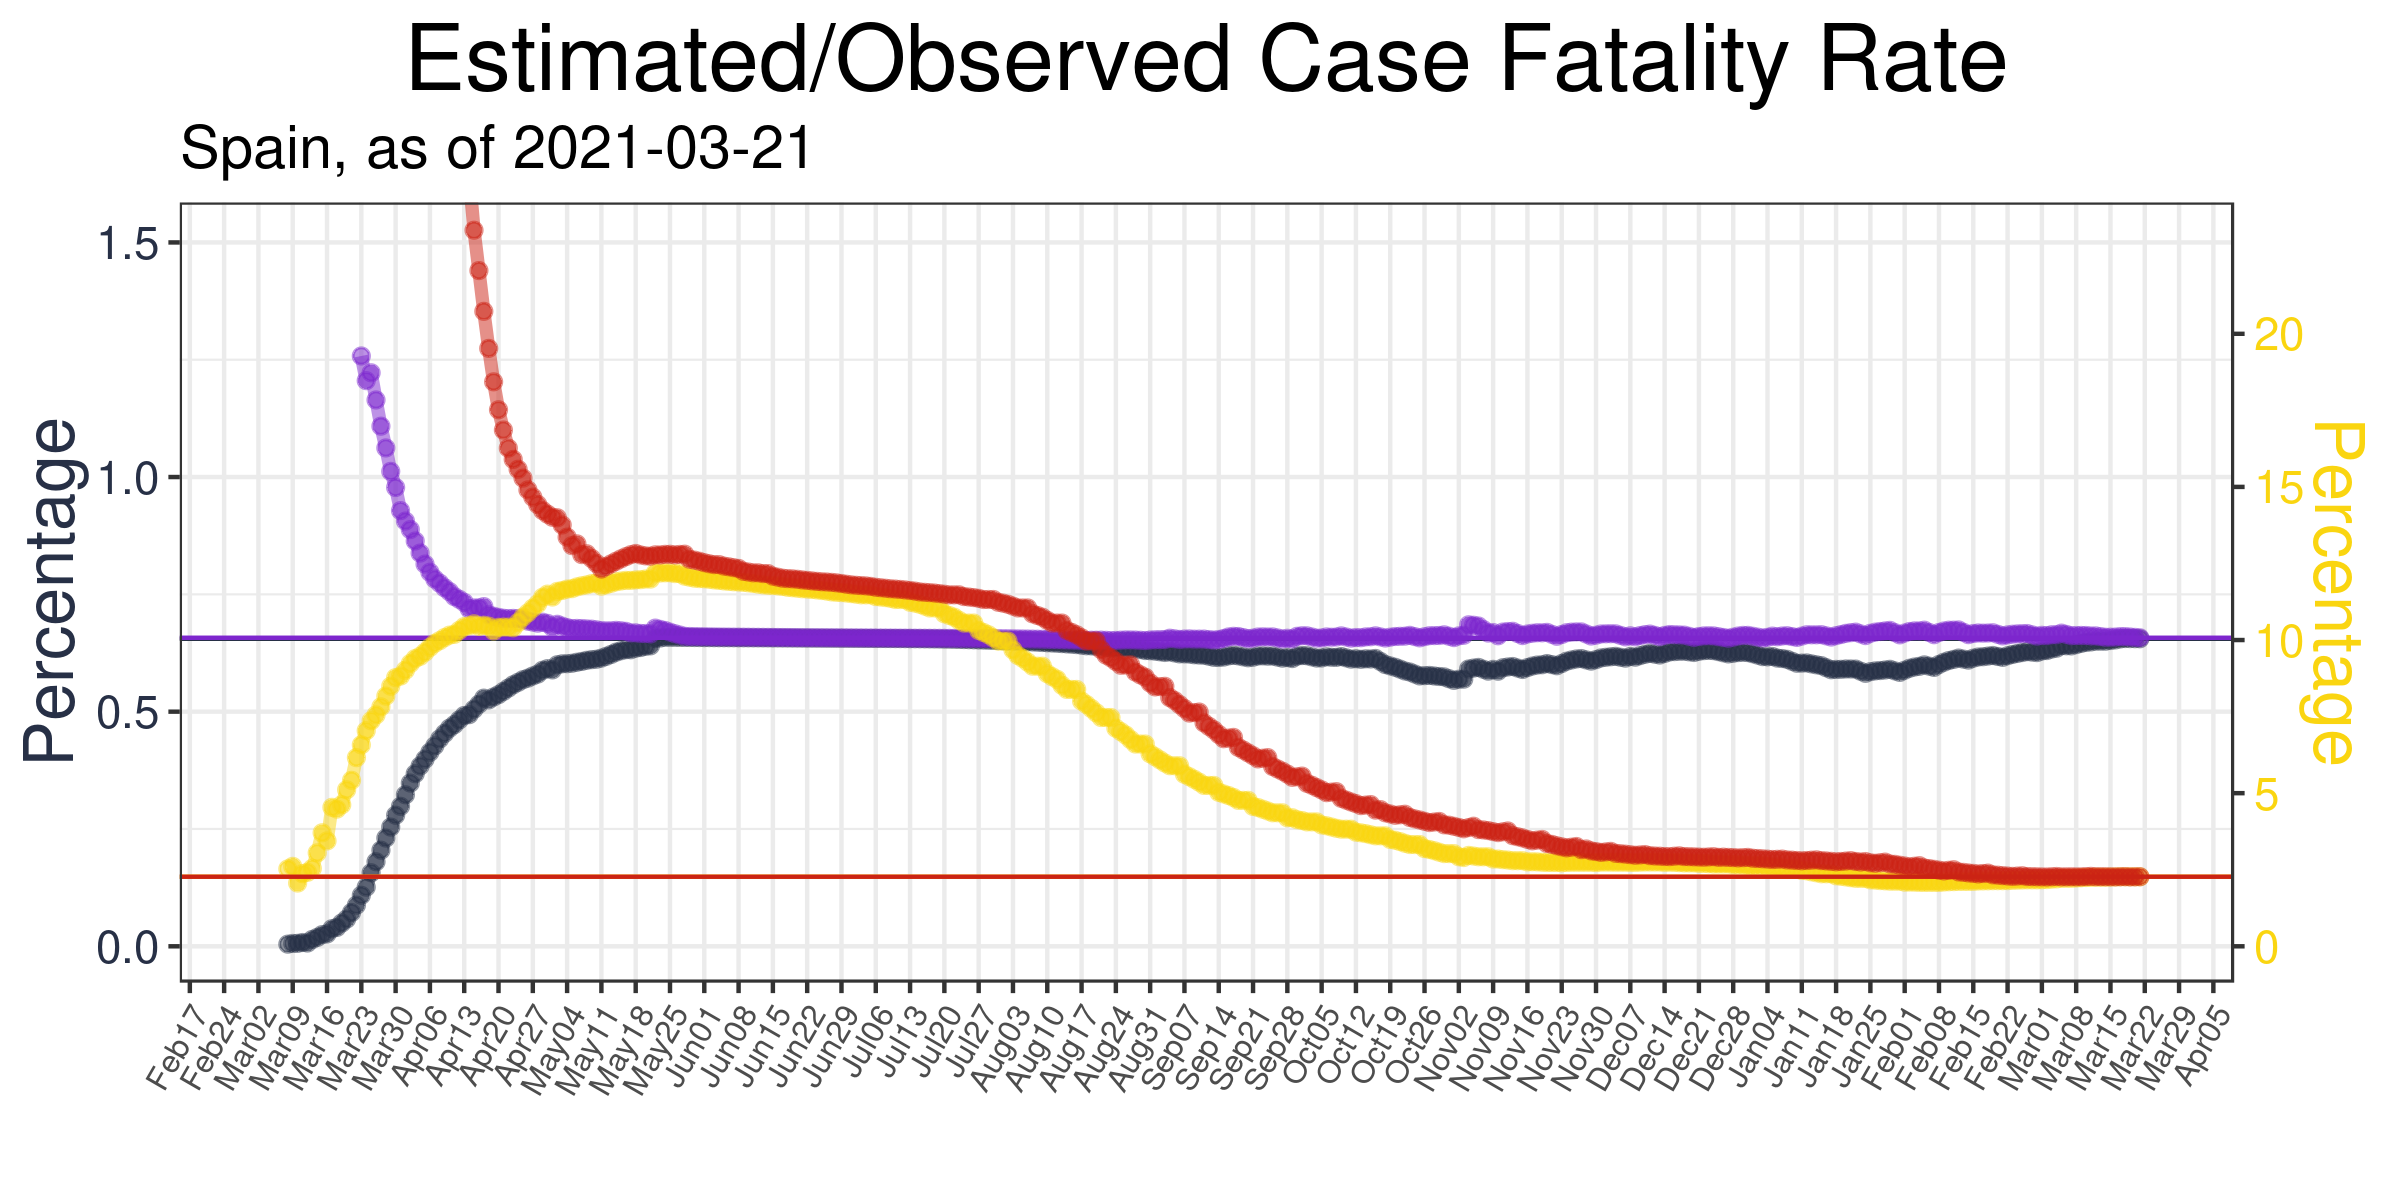 Estimated/Observed Case Fatality Rate
Spain, as of 2021-03-21
Percentage
1.5
1.0
0.5
0.0
20
15
10
5
0
Percentage
Feb17
Feb24
Mar02
Mar09
Mar16
Mar23
Mar30
Apr06
Apr13
Apr20
Apr27
May04
May11
May18
May25
Jun01
Jun08
Jun15
Jun22
Jun29
Jul06
Jul13
Jul20
Jul27
Aug03
Aug10
Aug17
Aug24
Aug31
Sep07
Sep14
Sep21
Sep28
Oct05
Oct12
Oct19
Oct26
Nov02
Nov09
Nov16
Nov23
Nov30
Dec07
Dec14
Dec21
Dec28
Jan04
Jan11
Jan18
Jan25
Feb01
Feb08
Feb15
Feb22
Mar01
Mar08
Mar15
Mar22
Mar29
Apr05